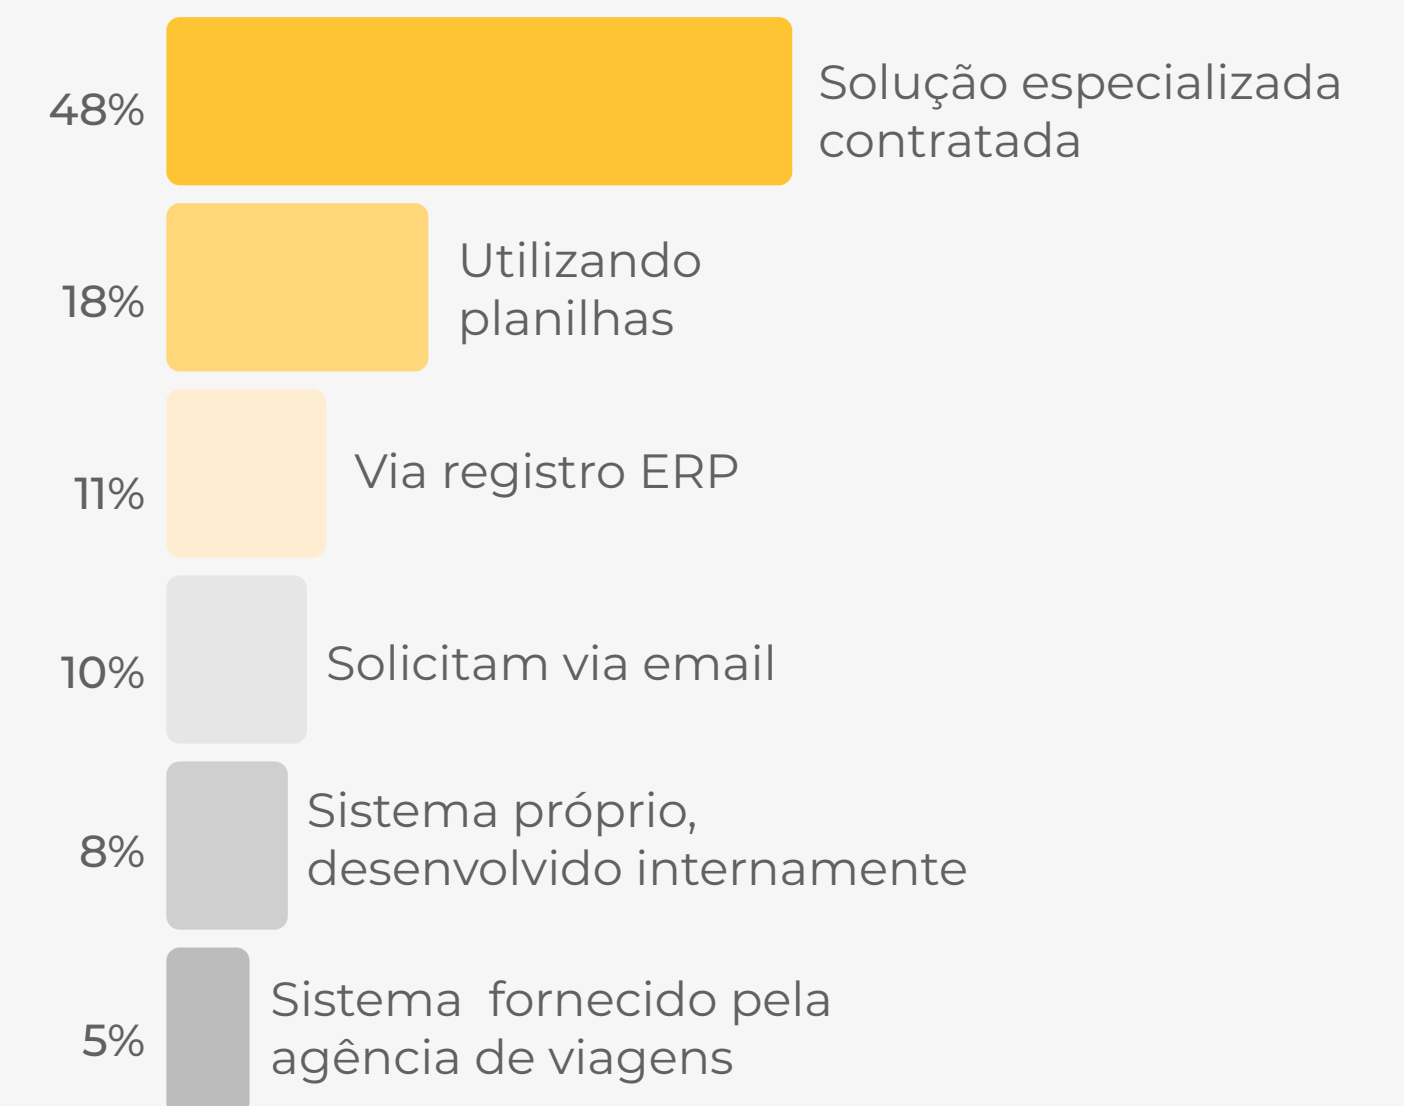 48%
Solução especializada
contratada
18%
Utilizando
planilhas
11%
Via registro ERP
10%
Solicitam via email
8%
Sistema próprio,
desenvolvido internamente
5%
Sistema  fornecido pela
agência de viagens